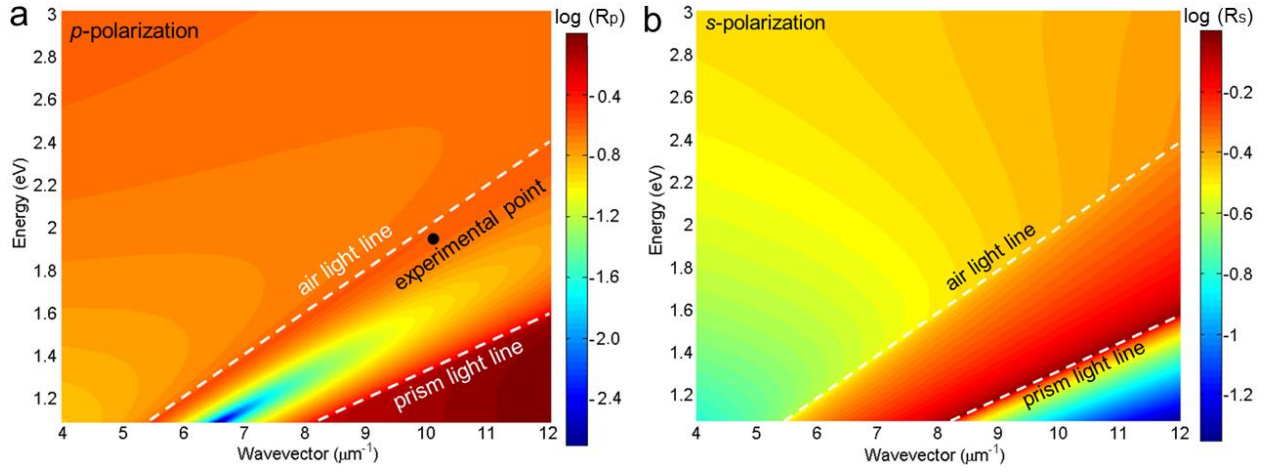 a
p-polarization
log (Rp)
3
2.8
2.6
2.4
2.2
2
1.8
1.6
1.4
1.2
Energy (eV)
air light line
experimental point
prism light line
-0.4
-0.8
-1.2
-1.6
-2.0
-2.4
4 5 6 7 8 9 10 11 12
Wavevector (μm⁻¹)
b
s-polarization
log (Rs)
3
2.8
2.6
2.4
2.2
2
1.8
1.6
1.4
1.2
Energy (eV)
air light line
prism light line
-0.2
-0.4
-0.6
-0.8
-1
-1.2
4 5 6 7 8 9 10 11 12
Wavevector (μm⁻¹)